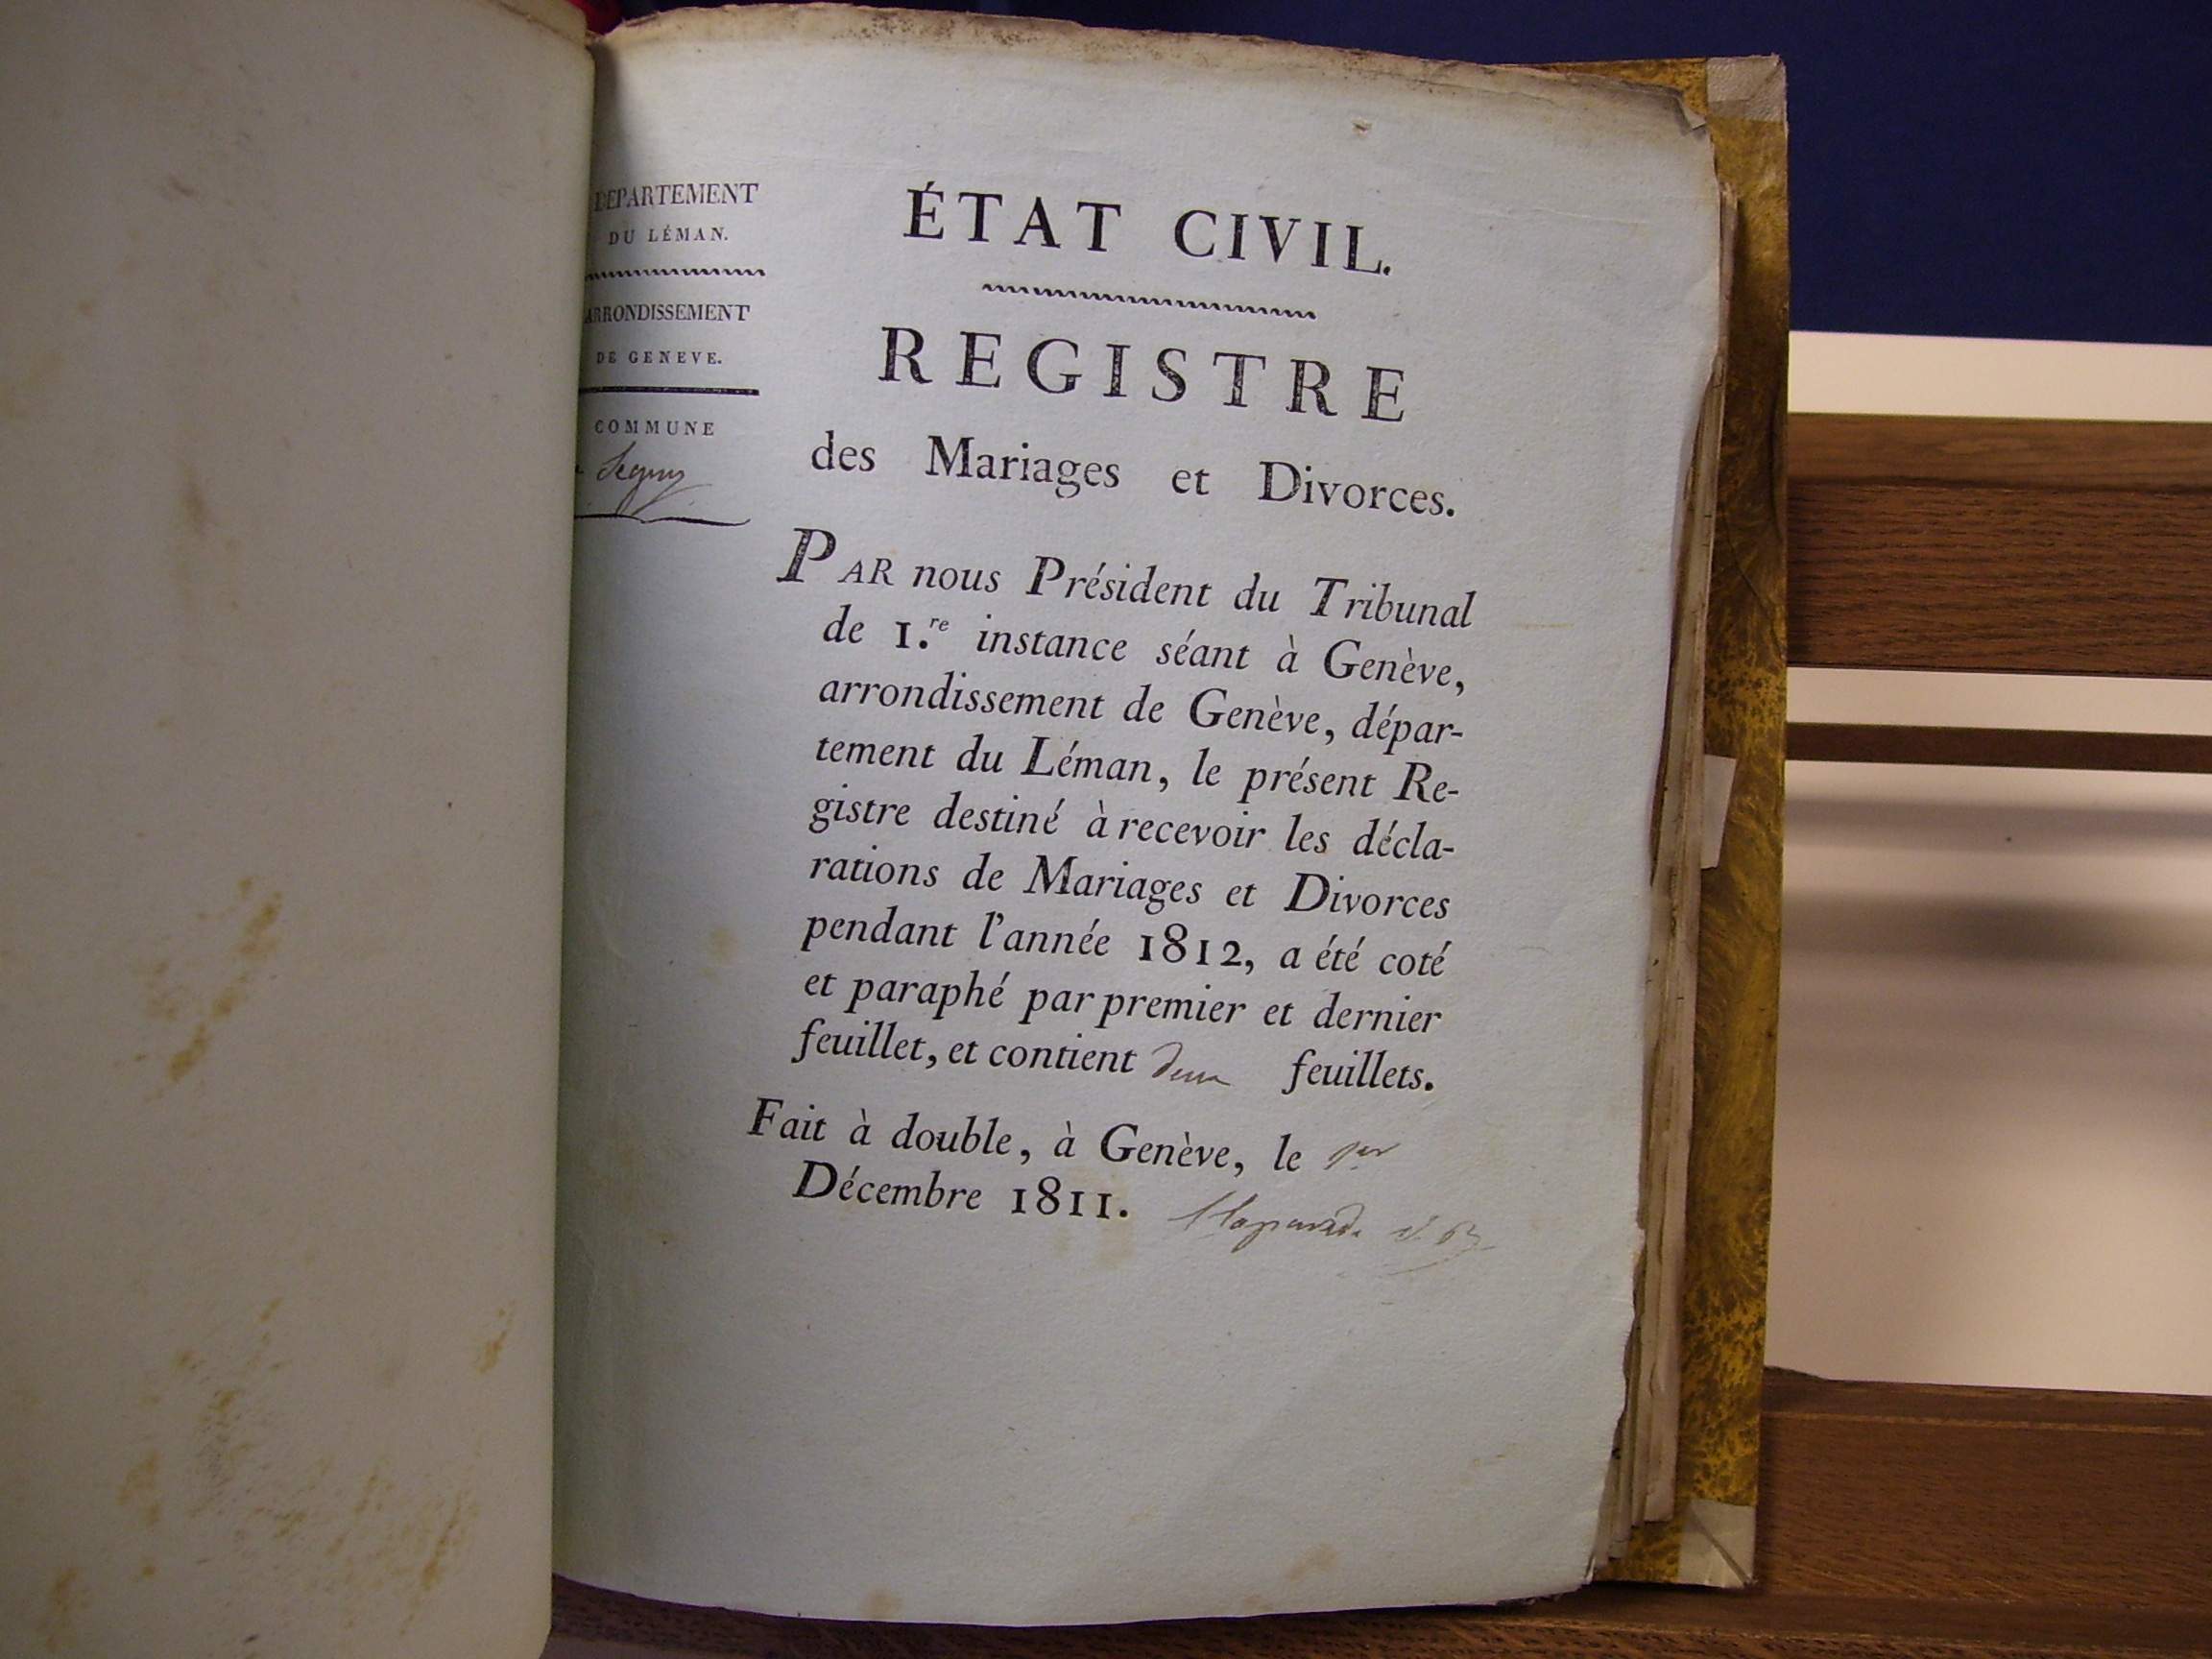 DEPARTEMENT
DU LÉMAN.
ARRONDISSEMENT
DE GENEVE.
COMMUNE
Segny
ÉTAT CIVIL.
REGISTRE
des Mariages et Divorces.
PAR nous Président du Tribunal
de 1.re instance séant à Genève,
arrondissement de Genève, dépar-
tement du Léman, le présent Re-
gistre destiné à recevoir les décla-
rations de Mariages et Divorces
pendant l'année 1812, a été coté
et paraphé par premier et dernier
feuillet, et contient deux feuillets.
Fait à double, à Genève, le 1er
Décembre 1811. Claparede